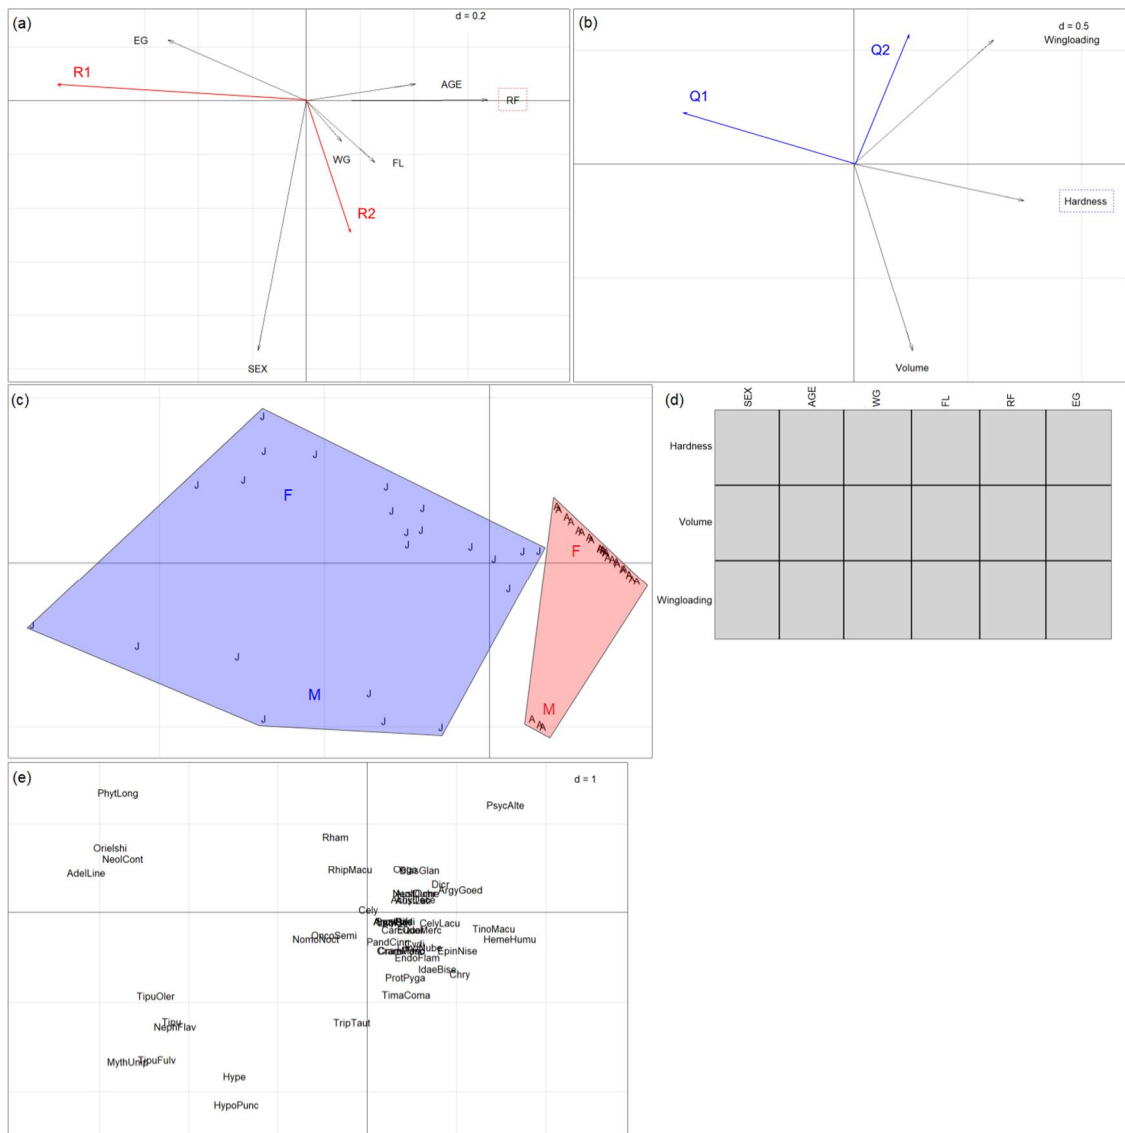 (a)
d = 0.2
EG
R1
AGE
RF
WG
FL
R2
SEX
(b)
d = 0.5
Q2
Wingloading
Q1
Hardness
Volume
(c)
J
J
J
J
J
J
F
J
J
J
J
J
J
J
J
J
J
J
J
J
J
M
J
J
J
A
F
M
A
(d)
SEX
AGE
WG
FL
RF
EG
Hardness
Volume
Wingloading
(e)
d = 1
PhytLong
PsycAlte
Rham
Orielshi
NeolCont
RhipMacu
AdelLine
Dicr
ArgyGoed
Cely
CelyLacu
OncoSemi
TinoMacu
NomoNoct
HemeHumu
PandCinn
EpinNise
EndoFlam
IdaeBise
Chry
ProtPyga
TipuOler
TimaComa
Tipu
NephFlav
TripTaut
MythUnip
TipuFulv
Hype
HypoPunc